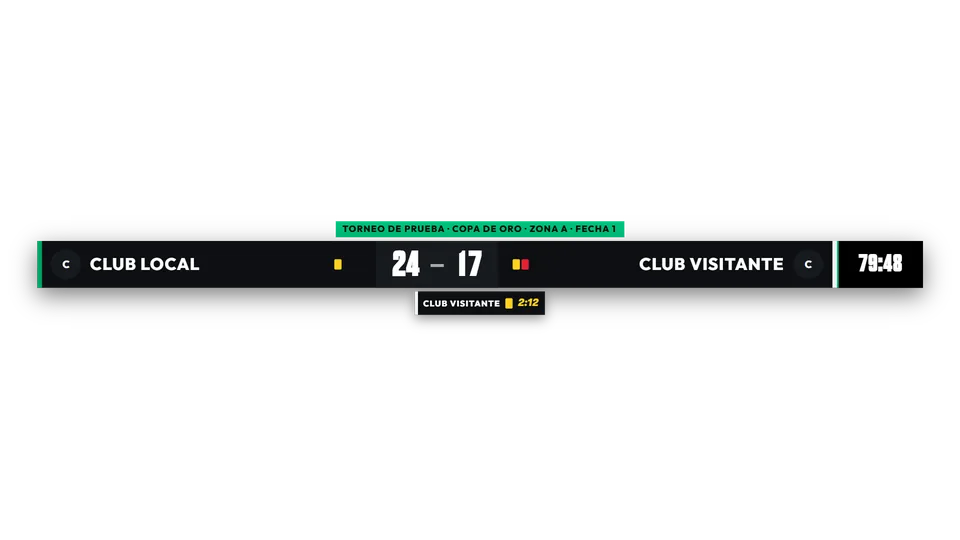 TORNEO DE PRUEBA · COPA DE ORO · ZONA A · FECHA 1
C CLUB LOCAL 24 – 17 CLUB VISITANTE C 79:48
CLUB VISITANTE 2:12